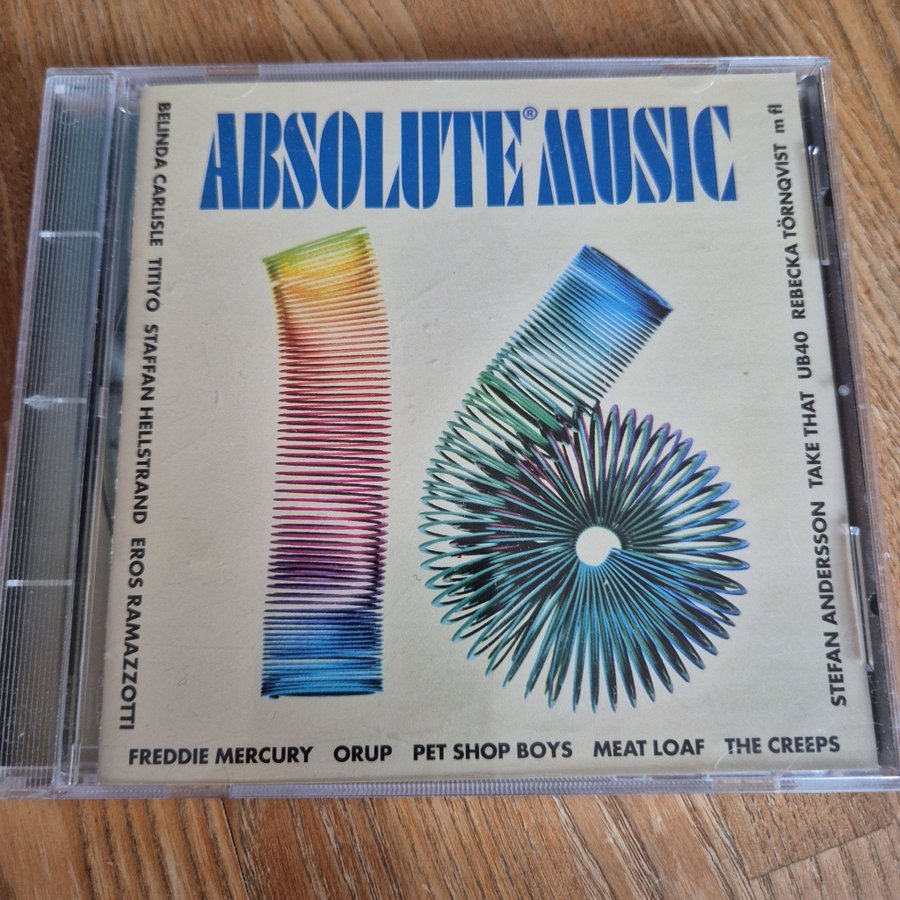 ABSOLUTE® MUSIC
16
BELINDA CARLISLE TITIYO STAFFAN HELLSTRAND EROS RAMAZZOTTI
FREDDIE MERCURY ORUP PET SHOP BOYS MEAT LOAF THE CREEPS
STEFAN ANDERSSON TAKE THAT UB40 REBECKA TÖRNQVIST m fl